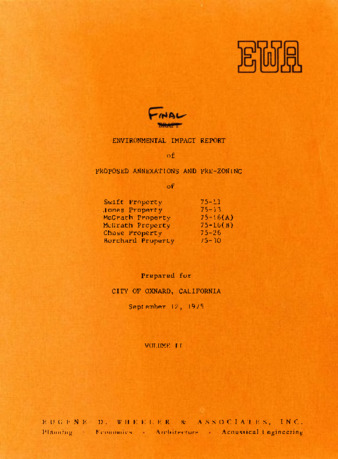 EWA
FINAL
DRAFT
ENVIRONMENTAL IMPACT REPORT
of
PROPOSED ANNEXATIONS AND PRE-ZONING
of
Swift Property 75-11
Jones Property 75-13
McGrath Property 75-16(A)
McGrath Property 75-16(B)
Chase Property 75-26
Borchard Property 75-30
Prepared for
CITY OF OXNARD, CALIFORNIA
September 12, 1975
VOLUME II
EUGENE D. WHEELER & ASSOCIATES, INC.
Planning - Economics - Architecture - Acoustical Engineering